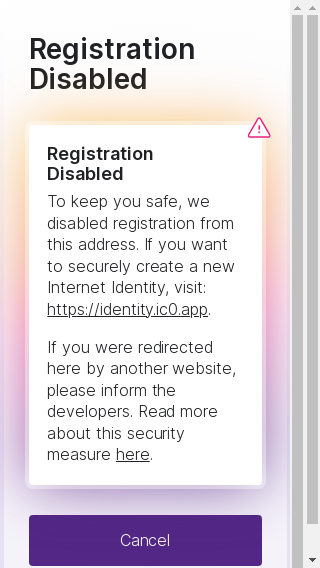 Registration
Disabled
Registration
Disabled
To keep you safe, we
disabled registration from
this address. If you want
to securely create a new
Internet Identity, visit:
https://identity.ic0.app.
If you were redirected
here by another website,
please inform the
developers. Read more
about this security
measure here.
Cancel